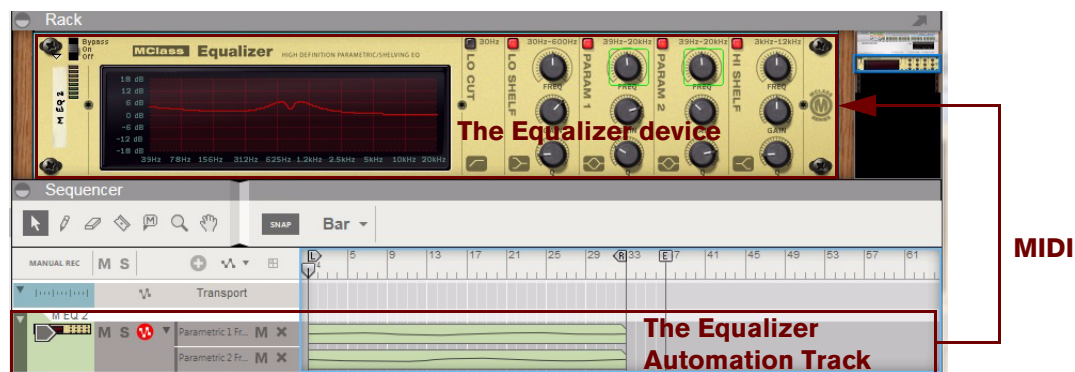 Rack
Bypass
On
Off
MClass Equalizer HIGH DEFINITION PARAMETRIC/SHELVING EQ
M EQ 2
18 dB
12 dB
6 dB
0 dB
-6 dB
-12 dB
-18 dB
39Hz 78Hz 156Hz 312Hz 625Hz 1.2kHz 2.5kHz 5kHz 10kHz 20kHz
30Hz 30Hz-600Hz 39Hz-20kHz 39Hz-20kHz 3kHz-12kHz
LO CUT
LO SHELF
PARAM 1
PARAM 2
HI SHELF
FREQ FREQ FREQ FREQ
GAIN
Q Q Q Q
M
The Equalizer device
MIDI
Sequencer
M
SNAP Bar
MANUAL REC M S
L 5 9 13 17 21 25 29 R 33 E 41 45 49 53 57 61
Transport
M EQ 2
M S Parametric 1 Fr... M
Parametric 2 Fr... M
The Equalizer
Automation Track